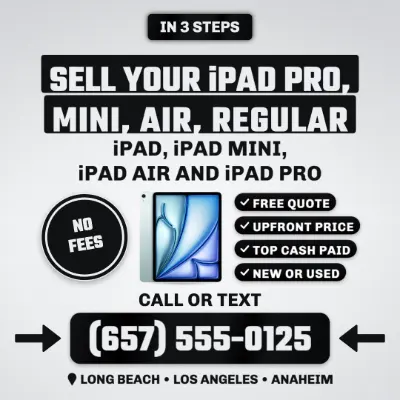 IN 3 STEPS
SELL YOUR iPAD PRO,
MINI, AIR, REGULAR
iPAD, iPAD MINI,
iPAD AIR AND iPAD PRO
NO
FEES
FREE QUOTE
UPFRONT PRICE
TOP CASH PAID
NEW OR USED
CALL OR TEXT
(657) 555-0125
LONG BEACH • LOS ANGELES • ANAHEIM